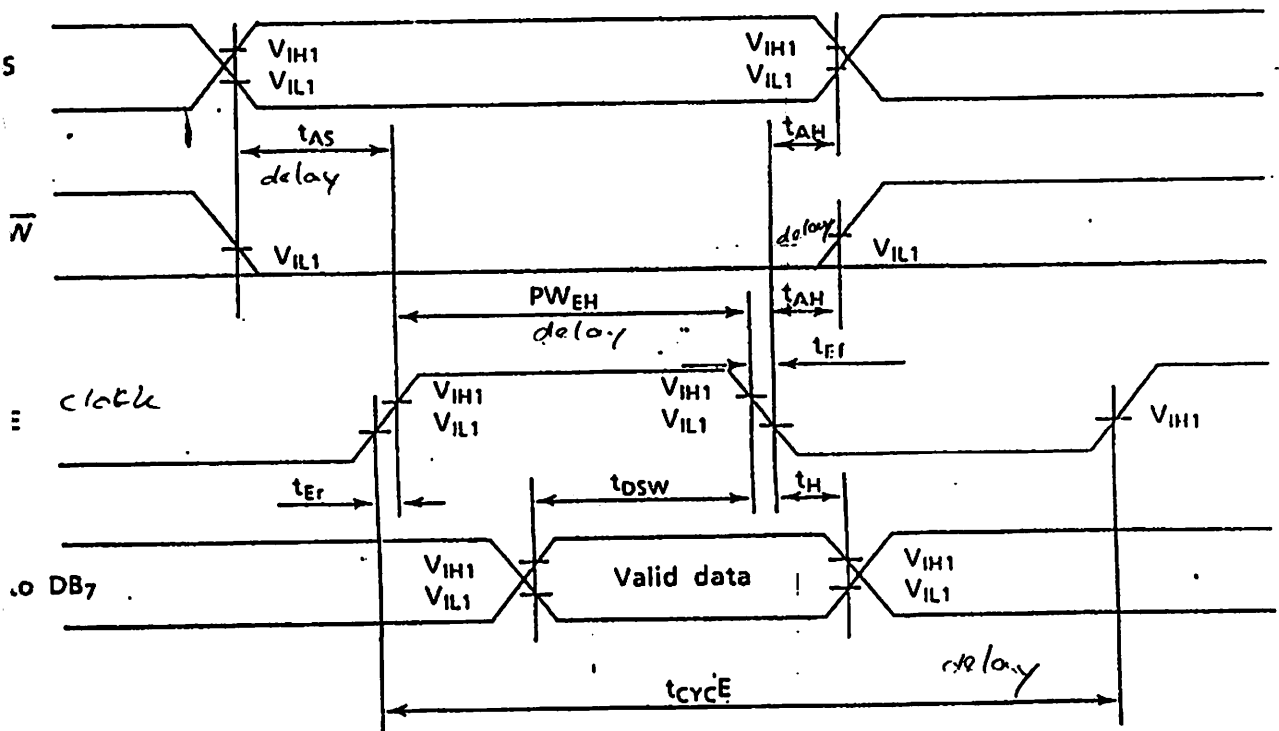 S
VIH1 VIH1
VIL1 VIL1
tAS tAH
delay
W̅
delay
VIL1 VIL1
PWEH tAH
delay
tEf
E clock
VIH1 VIH1 VIH1
VIL1 VIL1
tEr tDSW tH
.o DB7
VIH1 Valid data VIH1
VIL1 VIL1
delay
tCYCE